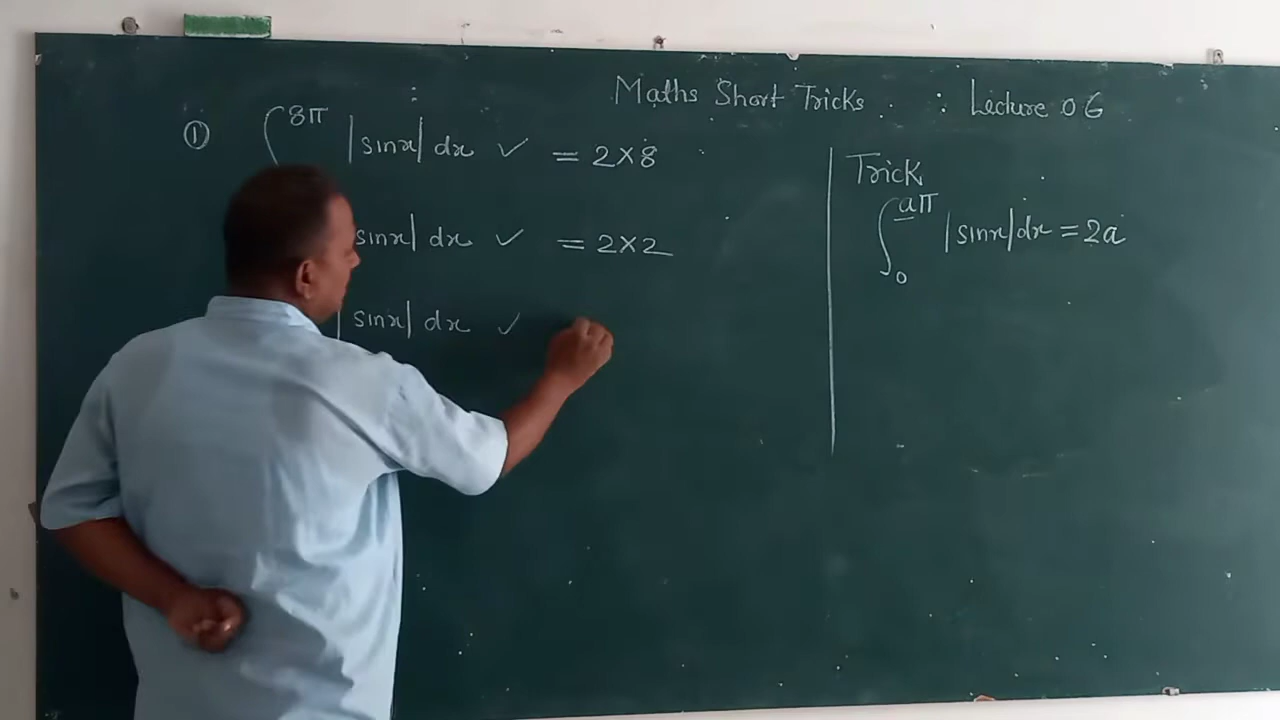 Maths Short Tricks . : Lecture 06
① ∫ 8π |sinx| dx ✓ = 2×8
sinx| dx ✓ = 2×2
|sinx| dx ✓
Trick
∫₀^{aπ} |sinx| dx = 2a